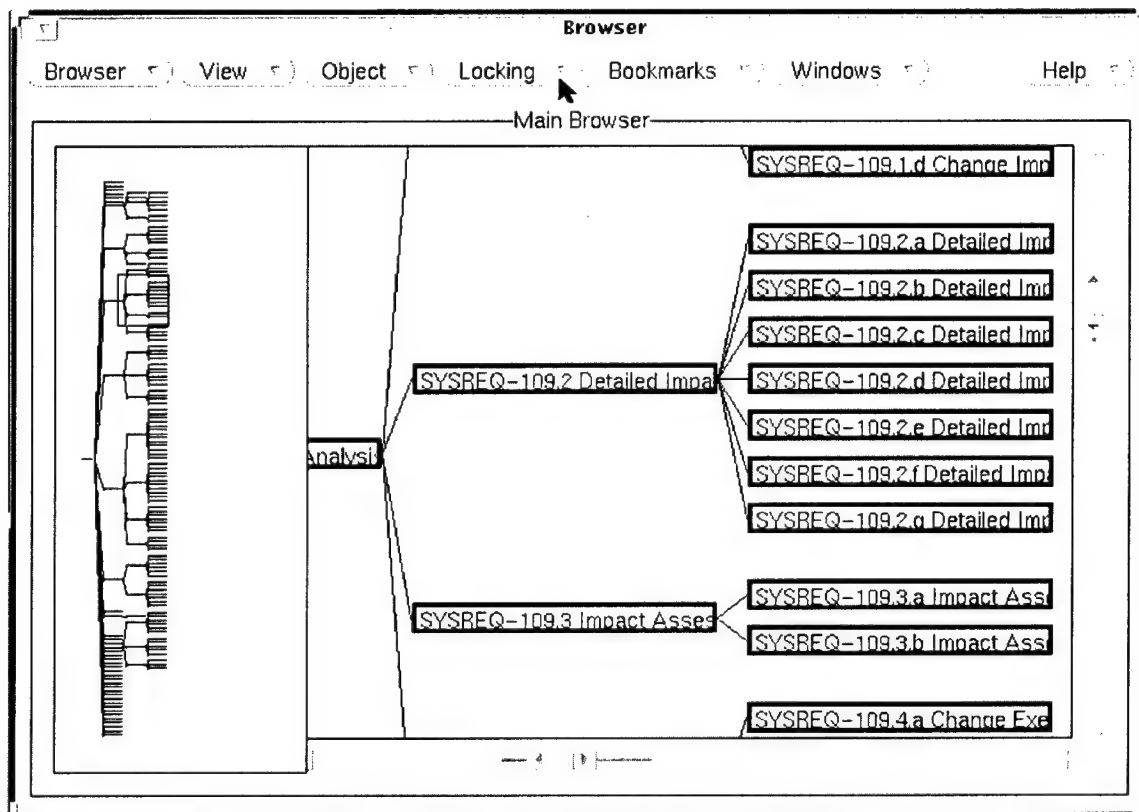 Browser
Browser View Object Locking Bookmarks Windows Help
Main Browser
SYSREQ-109.1.d Change Imp
SYSREQ-109.2.a Detailed Imp
SYSREQ-109.2.b Detailed Imp
SYSREQ-109.2.c Detailed Imp
SYSREQ-109.2 Detailed Impa
SYSREQ-109.2.d Detailed Imp
SYSREQ-109.2.e Detailed Imp
Analysis
SYSREQ-109.2.f Detailed Impa
SYSREQ-109.2.g Detailed Imp
SYSREQ-109.3.a Impact Asse
SYSREQ-109.3 Impact Asses
SYSREQ-109.3.b Impact Asse
SYSREQ-109.4.a Change Exe